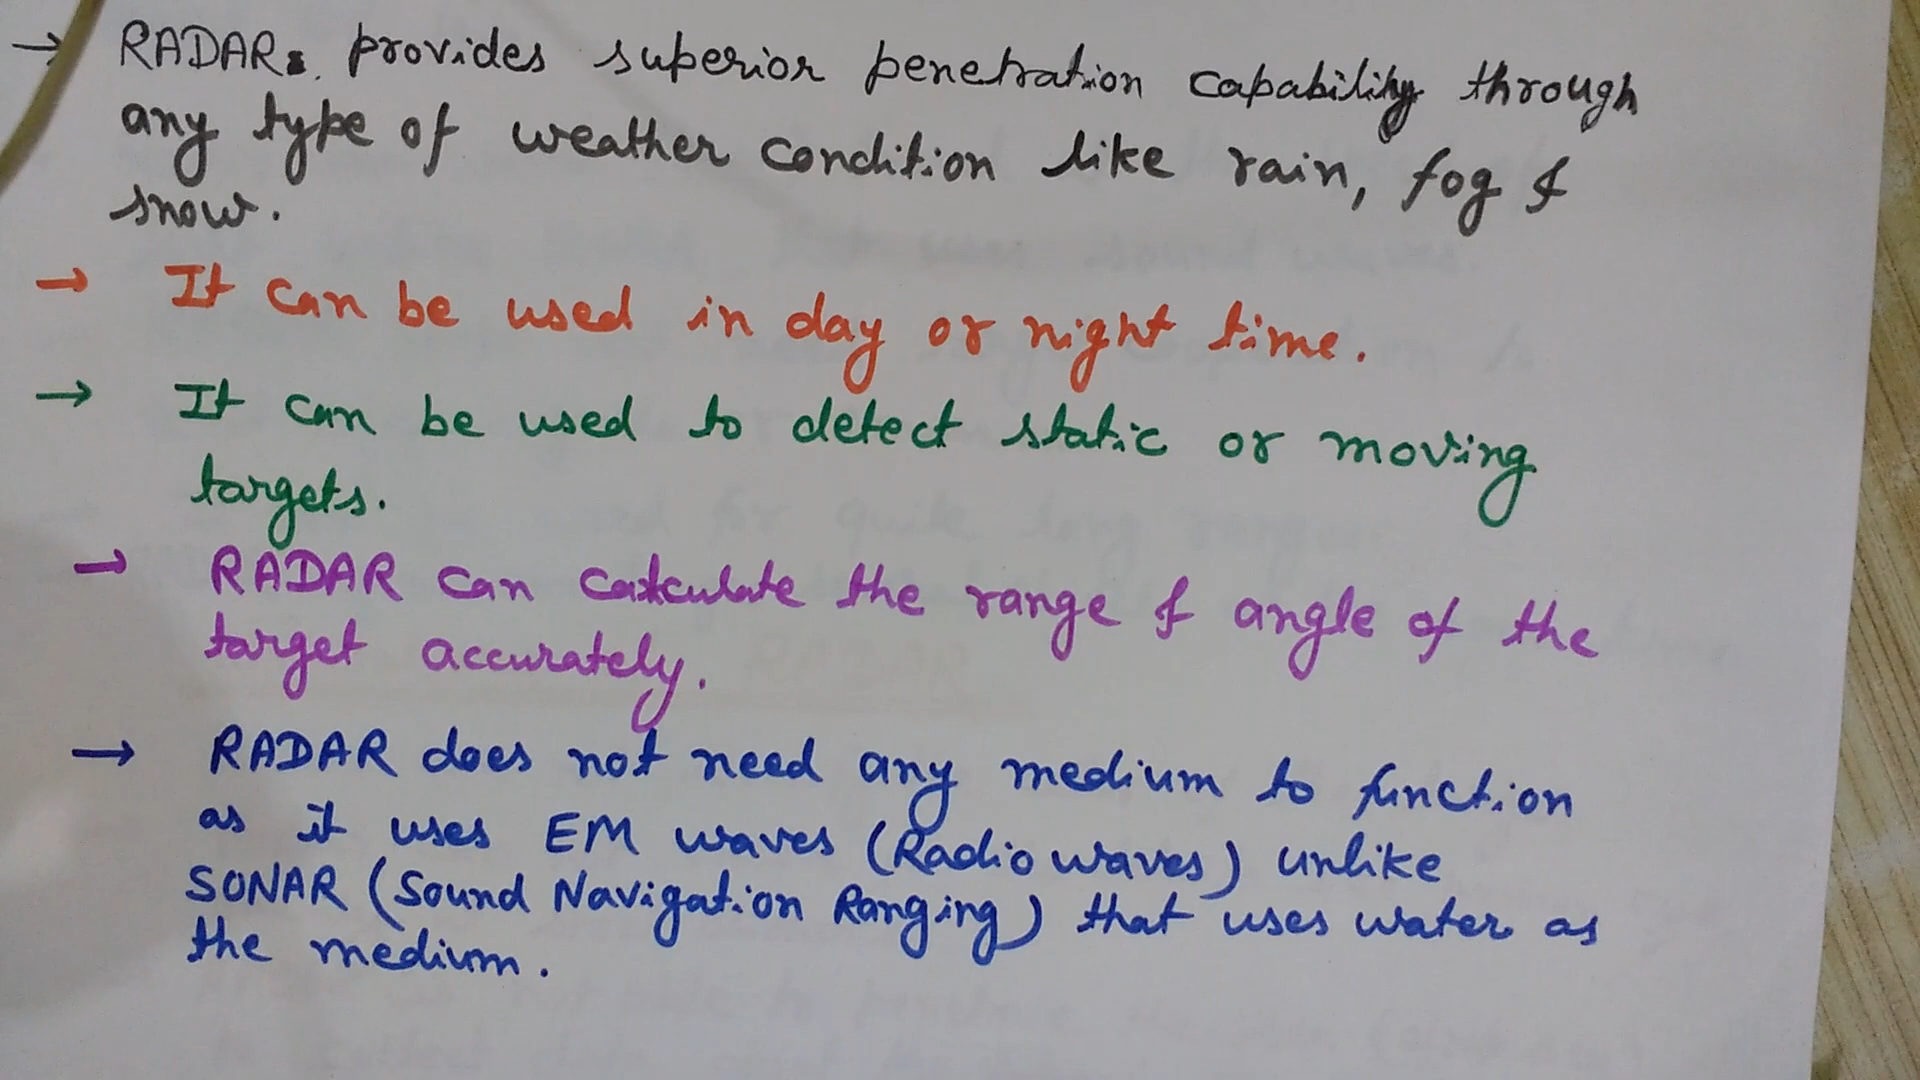 → RADAR provides superior penetration capability through
any type of weather condition like rain, fog &
snow.
→ It can be used in day or night time.
→ It can be used to detect static or moving
targets.
→ RADAR can calculate the range & angle of the
target accurately.
→ RADAR does not need any medium to function
as it uses EM waves (Radio waves) unlike
SONAR (Sound Navigation Ranging) that uses water as
the medium.